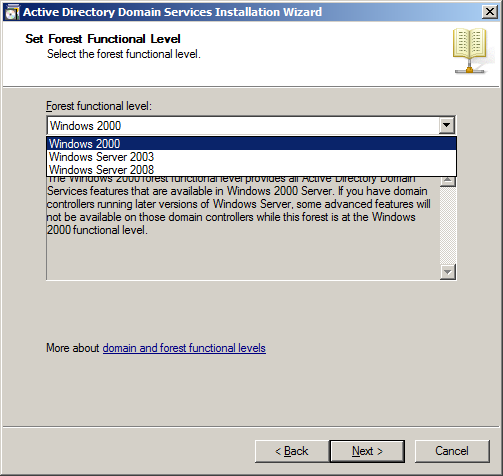 Active Directory Domain Services Installation Wizard
Set Forest Functional Level
Select the forest functional level.
Forest functional level:
Windows 2000
Windows 2000
Windows Server 2003
Windows Server 2008
The Windows 2000 forest functional level provides all Active Directory Domain
Services features that are available in Windows 2000 Server. If you have domain
controllers running later versions of Windows Server, some advanced features will
not be available on those domain controllers while this forest is at the Windows
2000 functional level.
More about domain and forest functional levels
< Back
Next >
Cancel